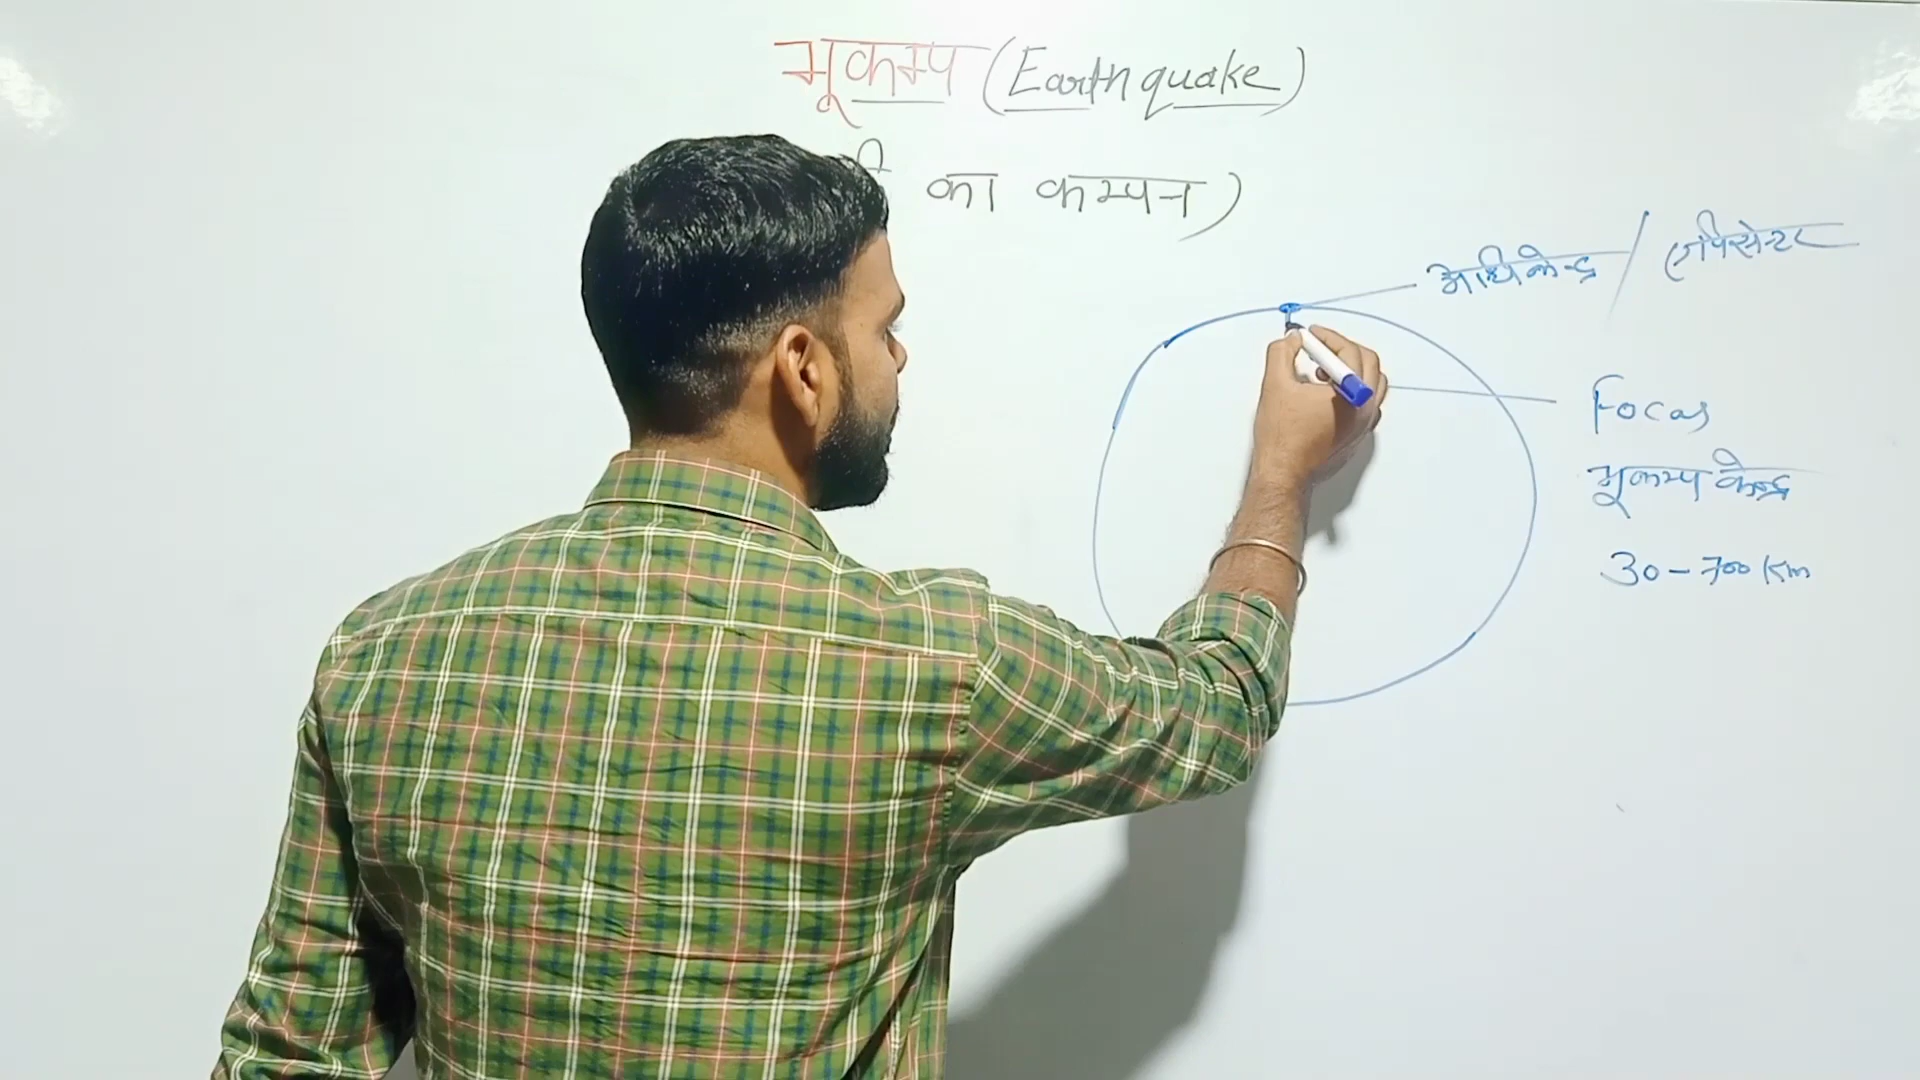 भूकम्प (Earthquake)
का कम्पन)
अधिकेन्द्र / एपिसेन्टर
Focus
भूकम्प केन्द्र
30-700 Km